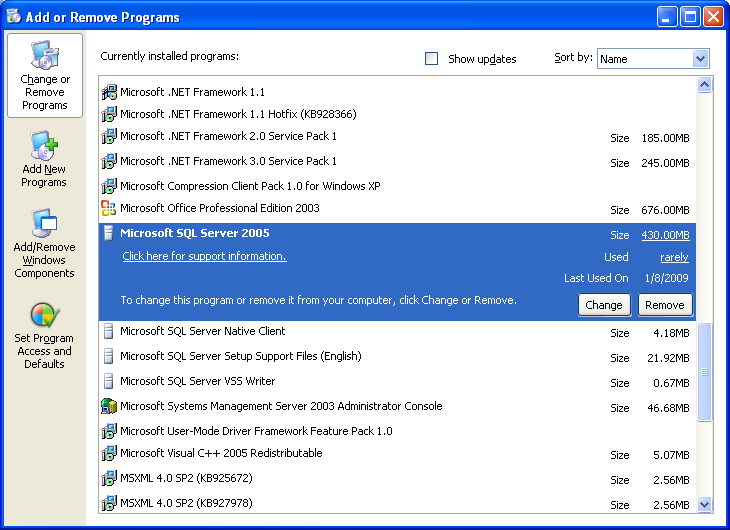 Add or Remove Programs
Change or
Remove
Programs
Add New
Programs
Add/Remove
Windows
Components
Set Program
Access and
Defaults
Currently installed programs:
Show updates
Sort by: Name
Microsoft .NET Framework 1.1
Microsoft .NET Framework 1.1 Hotfix (KB928366)
Microsoft .NET Framework 2.0 Service Pack 1 Size 185.00MB
Microsoft .NET Framework 3.0 Service Pack 1 Size 245.00MB
Microsoft Compression Client Pack 1.0 for Windows XP
Microsoft Office Professional Edition 2003 Size 676.00MB
Microsoft SQL Server 2005 Size 430.00MB
Click here for support information. Used rarely
Last Used On 1/8/2009
To change this program or remove it from your computer, click Change or Remove. Change Remove
Microsoft SQL Server Native Client Size 4.18MB
Microsoft SQL Server Setup Support Files (English) Size 21.92MB
Microsoft SQL Server VSS Writer Size 0.67MB
Microsoft Systems Management Server 2003 Administrator Console Size 46.68MB
Microsoft User-Mode Driver Framework Feature Pack 1.0
Microsoft Visual C++ 2005 Redistributable Size 5.07MB
MSXML 4.0 SP2 (KB925672) Size 2.56MB
MSXML 4.0 SP2 (KB927978) Size 2.56MB